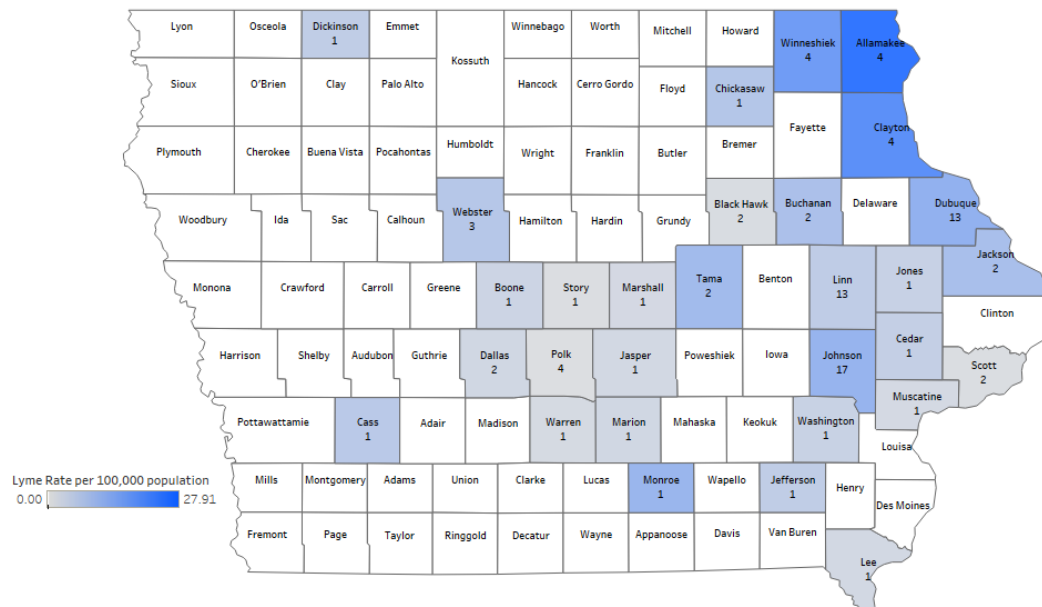 Lyon
Osceola
Dickinson
1
Emmet
Winnebago
Worth
Mitchell
Howard
Winneshiek
4
Allamakee
4
Kossuth
Sioux
O'Brien
Clay
Palo Alto
Hancock
Cerro Gordo
Floyd
Chickasaw
1
Fayette
Clayton
4
Plymouth
Cherokee
Buena Vista
Pocahontas
Humboldt
Wright
Franklin
Butler
Bremer
Woodbury
Ida
Sac
Calhoun
Webster
3
Hamilton
Hardin
Grundy
Black Hawk
2
Buchanan
2
Delaware
Dubuque
13
Jackson
2
Monona
Crawford
Carroll
Greene
Boone
1
Story
1
Marshall
1
Tama
2
Benton
Linn
13
Jones
1
Clinton
Harrison
Shelby
Audubon
Guthrie
Dallas
2
Polk
4
Jasper
1
Poweshiek
Iowa
Johnson
17
Cedar
1
Scott
2
Muscatine
1
Pottawattamie
Cass
1
Adair
Madison
Warren
1
Marion
1
Mahaska
Keokuk
Washington
1
Louisa
Lyme Rate per 100,000 population
0.00
27.91
Mills
Montgomery
Adams
Union
Clarke
Lucas
Monroe
1
Wapello
Jefferson
1
Henry
Des Moines
Fremont
Page
Taylor
Ringgold
Decatur
Wayne
Appanoose
Davis
Van Buren
Lee
1